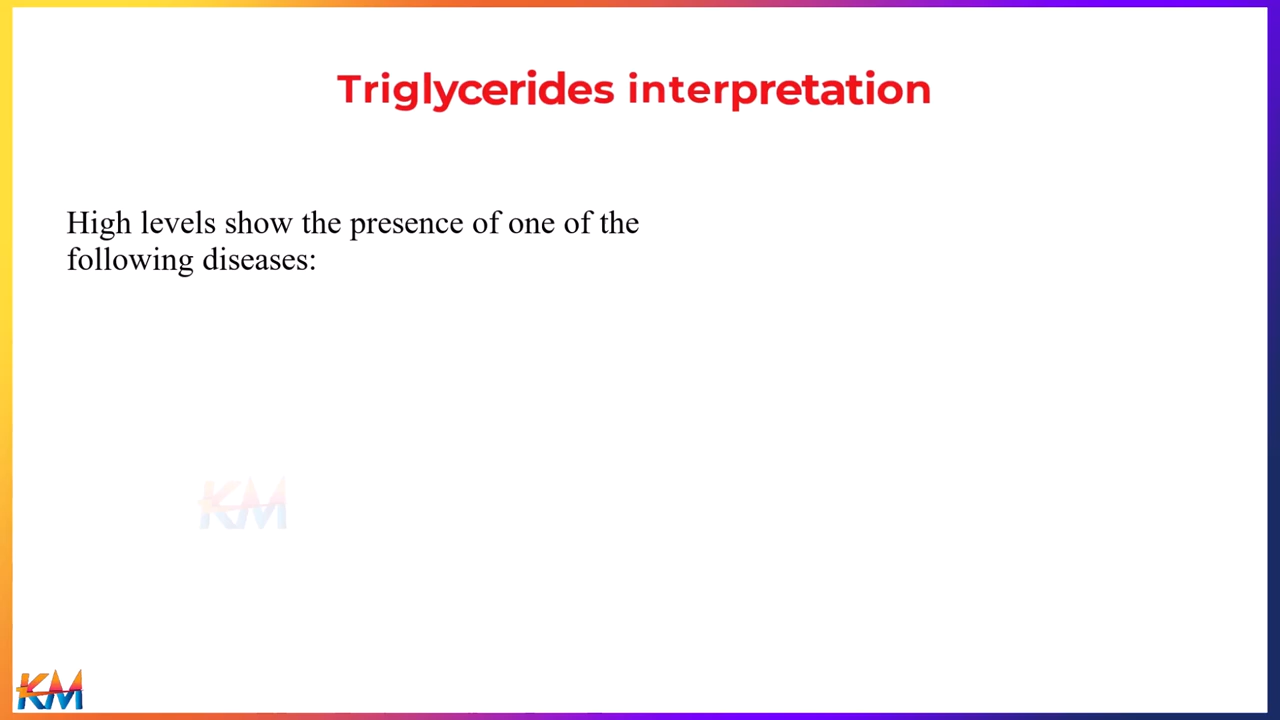 Triglycerides interpretation
High levels show the presence of one of the
following diseases:
KM
KM